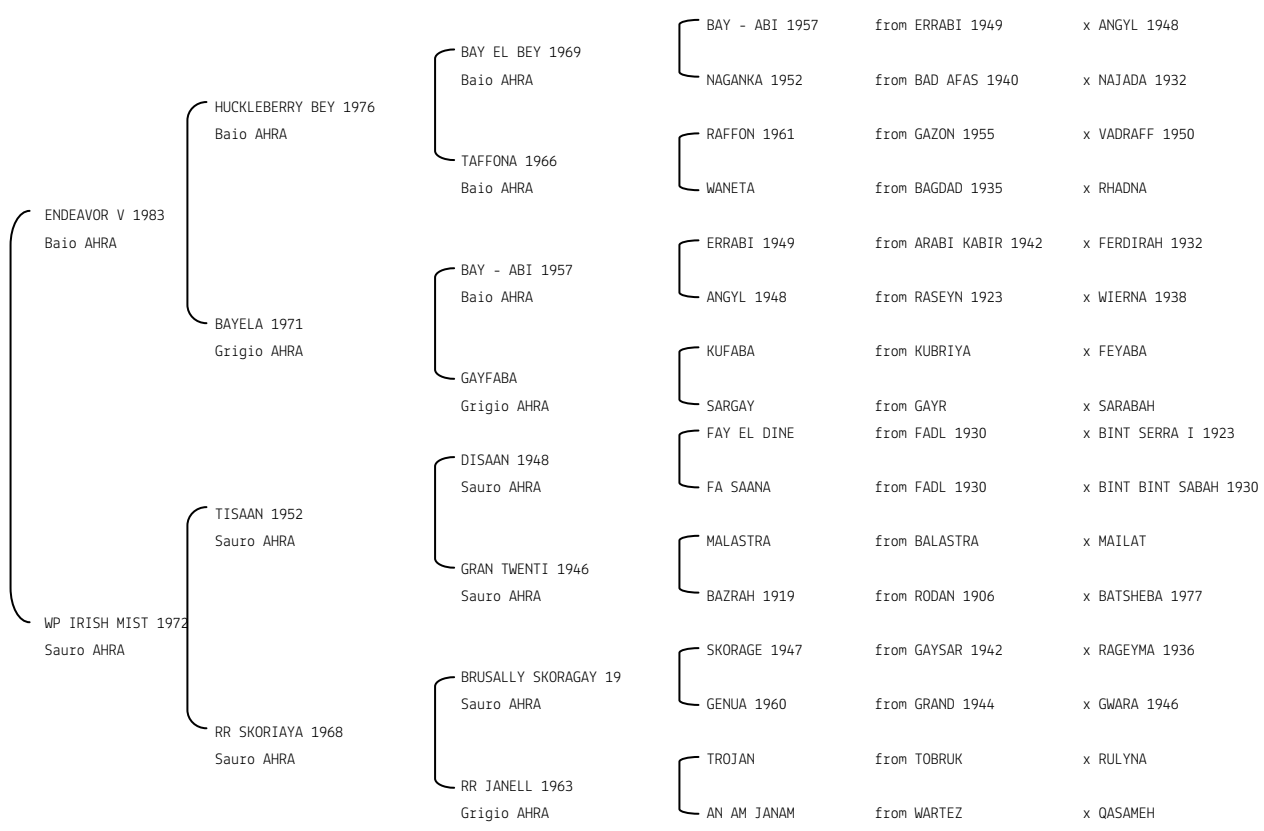 BAY - ABI 1957 from ERRABI 1949 x ANGYL 1948
BAY EL BEY 1969
Baio AHRA NAGANKA 1952 from BAD AFAS 1940 x NAJADA 1932
HUCKLEBERRY BEY 1976
Baio AHRA RAFFON 1961 from GAZON 1955 x VADRAFF 1950
TAFFONA 1966
Baio AHRA WANETA from BAGDAD 1935 x RHADNA
ENDEAVOR V 1983
Baio AHRA ERRABI 1949 from ARABI KABIR 1942 x FERDIRAH 1932
BAY - ABI 1957
Baio AHRA ANGYL 1948 from RASEYN 1923 x WIERNA 1938
BAYELA 1971
Grigio AHRA KUFABA from KUBRIYA x FEYABA
GAYFABA
Grigio AHRA SARGAY from GAYR x SARABAH
FAY EL DINE from FADL 1930 x BINT SERRA I 1923
DISAAN 1948
Sauro AHRA FA SAANA from FADL 1930 x BINT BINT SABAH 1930
TISAAN 1952
Sauro AHRA MALASTRA from BALASTRA x MAILAT
GRAN TWENTI 1946
Sauro AHRA BAZRAH 1919 from RODAN 1906 x BATSHEBA 1977
WP IRISH MIST 1972
Sauro AHRA SKORAGE 1947 from GAYSAR 1942 x RAGEYMA 1936
BRUSALLY SKORAGAY 19
Sauro AHRA GENUA 1960 from GRAND 1944 x GWARA 1946
RR SKORIAYA 1968
Sauro AHRA TROJAN from TOBRUK x RULYNA
RR JANELL 1963
Grigio AHRA AN AM JANAM from WARTEZ x QASAMEH